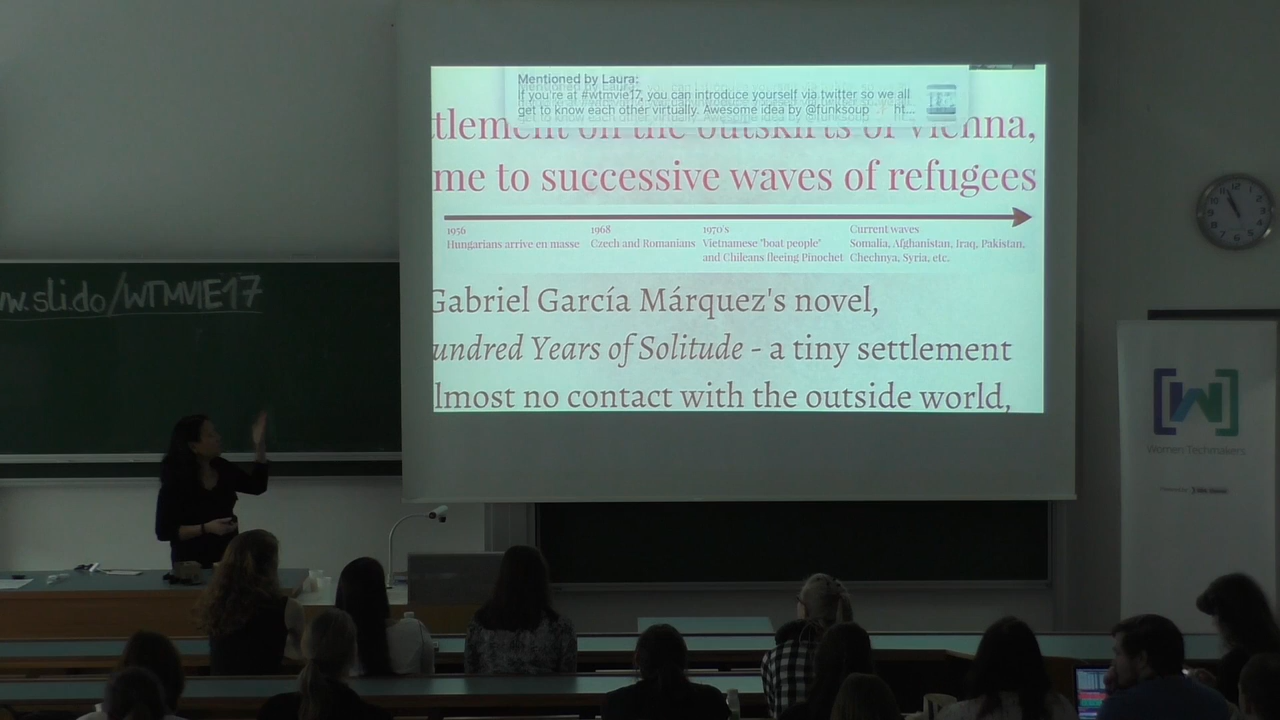 Mentioned by Laura:
If you're at #wtmvie17, you can introduce yourself via twitter so we all
get to know each other virtually. Awesome idea by @funksoup ht...
ttlement on the outskirts of Vienna,
me to successive waves of refugees
1956
Hungarians arrive en masse
1968
Czech and Romanians
1970's
Vietnamese "boat people"
and Chileans fleeing Pinochet
Current waves
Somalia, Afghanistan, Iraq, Pakistan,
Chechnya, Syria, etc.
Gabriel García Márquez's novel,
undred Years of Solitude - a tiny settlement
lmost no contact with the outside world,
ww.sli.do/WTMVIE17
[W]
Women Techmakers